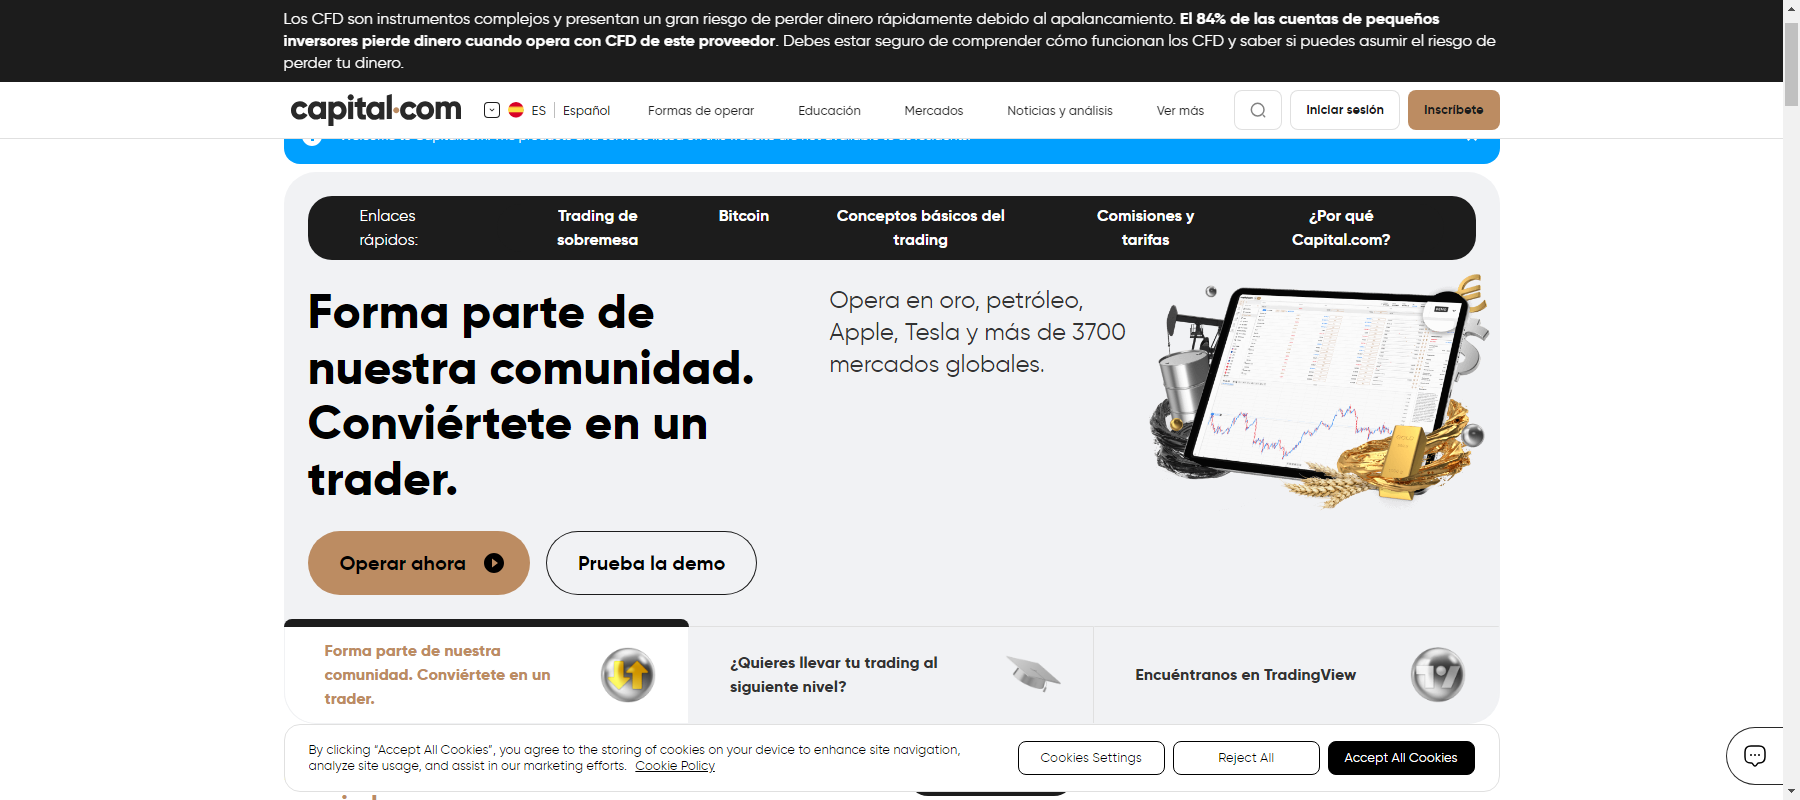 Los CFD son instrumentos complejos y presentan un gran riesgo de perder dinero rápidamente debido al apalancamiento. El 84% de las cuentas de pequeños
inversores pierde dinero cuando opera con CFD de este proveedor. Debes estar seguro de comprender cómo funcionan los CFD y saber si puedes asumir el riesgo de
perder tu dinero.
capital.com ES Español Formas de operar Educación Mercados Noticias y análisis Ver más Iniciar sesión Inscríbete
Enlaces
rápidos:
Trading de
sobremesa
Bitcoin
Conceptos básicos del
trading
Comisiones y
tarifas
¿Por qué
Capital.com?
Forma parte de
nuestra comunidad.
Conviértete en un
trader.
Opera en oro, petróleo,
Apple, Tesla y más de 3700
mercados globales.
Operar ahora
Prueba la demo
Forma parte de nuestra
comunidad. Conviértete en un
trader.
¿Quieres llevar tu trading al
siguiente nivel?
Encuéntranos en TradingView
By clicking “Accept All Cookies”, you agree to the storing of cookies on your device to enhance site navigation,
analyze site usage, and assist in our marketing efforts. Cookie Policy
Cookies Settings
Reject All
Accept All Cookies